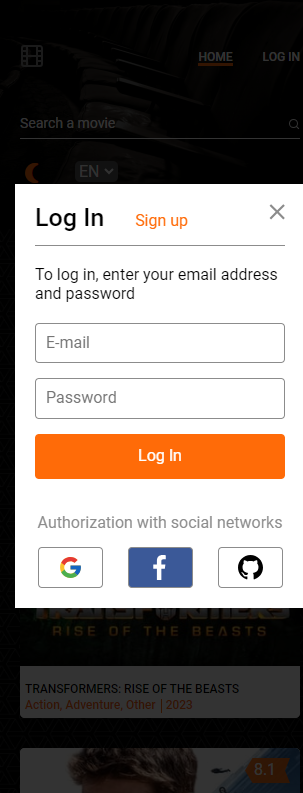 HOME LOG IN
Search a movie
EN
Log In Sign up
To log in, enter your email address
and password
E-mail
Password
Log In
Authorization with social networks
TRANSFORMERS
RISE OF THE BEASTS
TRANSFORMERS: RISE OF THE BEASTS
Action, Adventure, Other | 2023
8.1